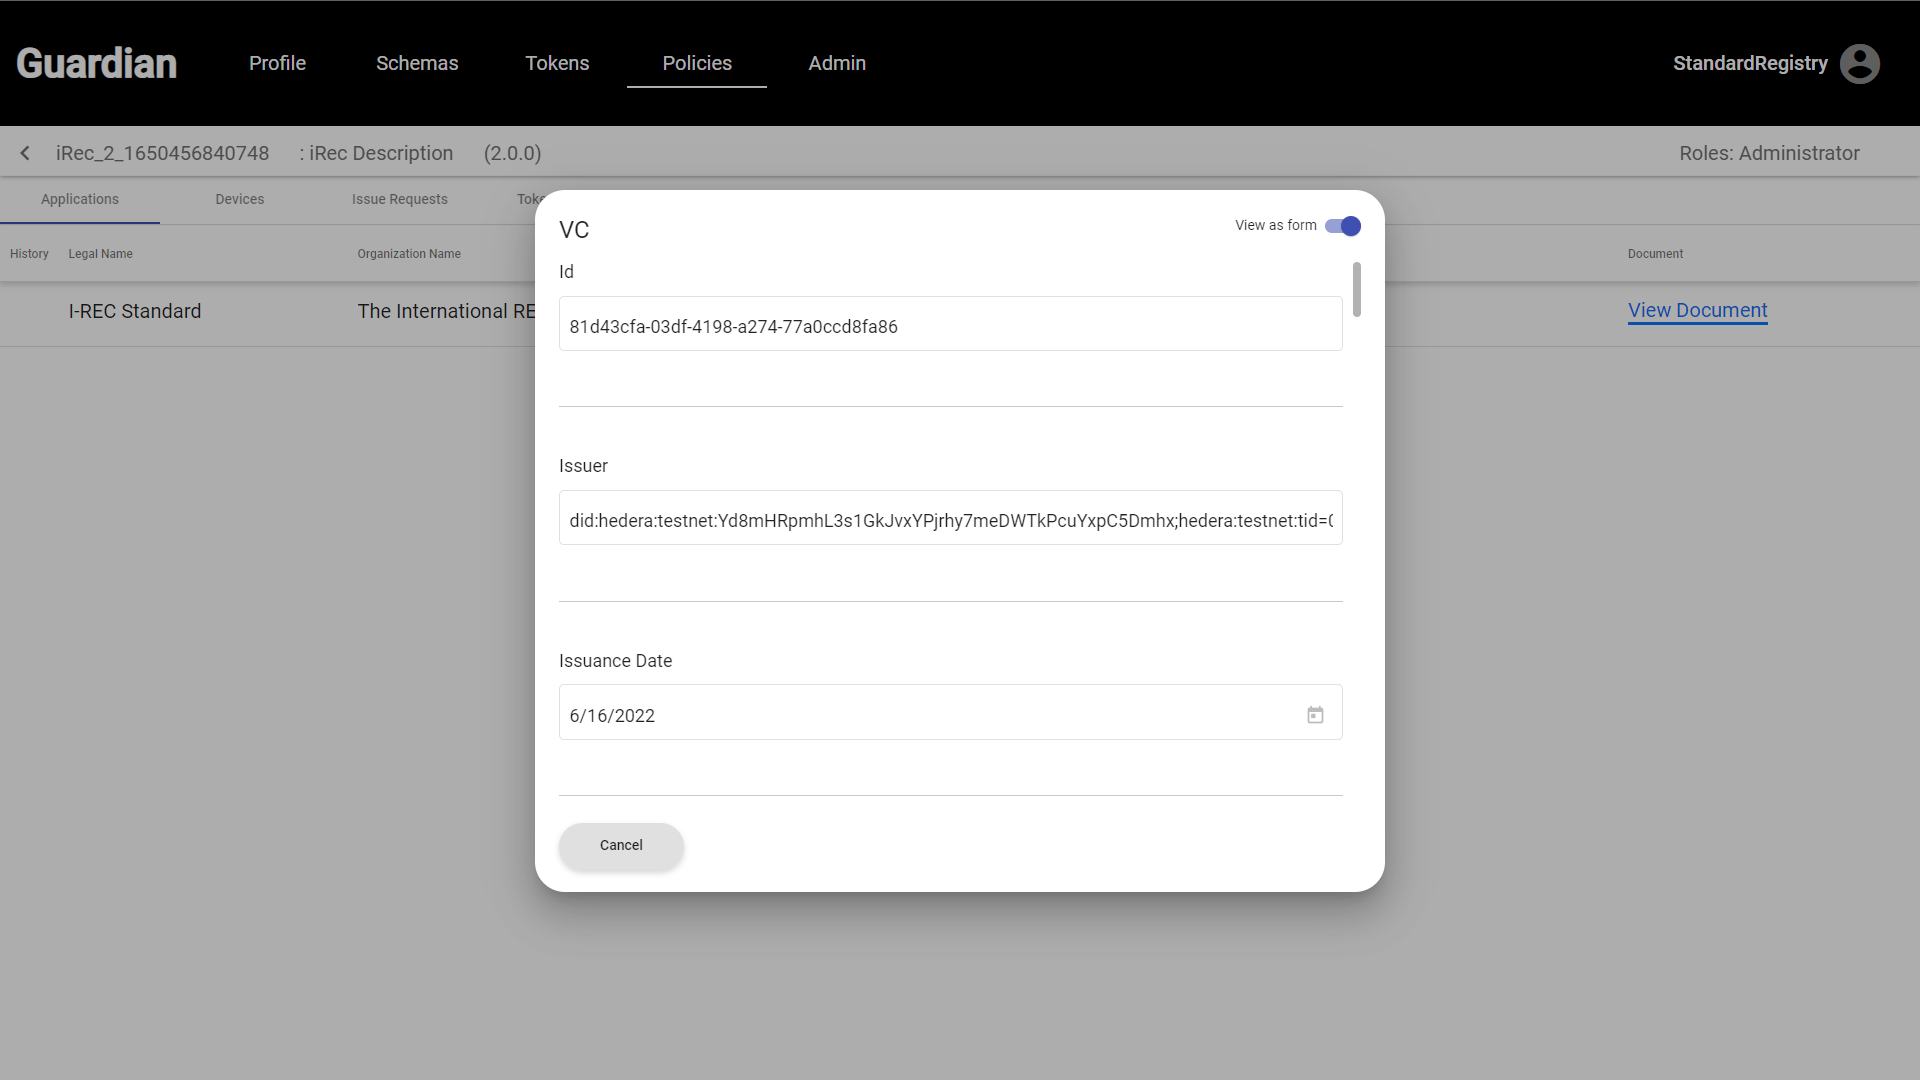 Guardian Profile Schemas Tokens Policies Admin StandardRegistry
iRec_2_1650456840748 : iRec Description (2.0.0) Roles: Administrator
Applications Devices Issue Requests
History Legal Name Organization Name Document
I-REC Standard The International View Document
VC View as form
Id
81d43cfa-03df-4198-a274-77a0ccd8fa86
Issuer
did:hedera:testnet:Yd8mHRpmhL3s1GkJvxYPjrhy7meDWTkPcuYxpC5Dmhx;hedera:testnet:tid=
Issuance Date
6/16/2022
Cancel